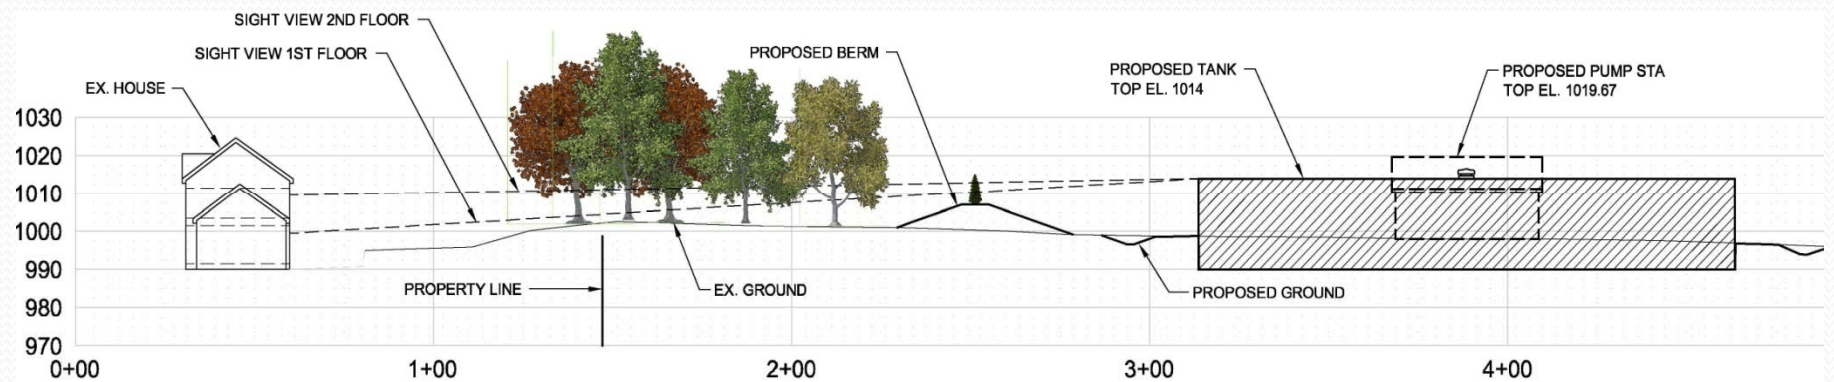 SIGHT VIEW 2ND FLOOR
SIGHT VIEW 1ST FLOOR
EX. HOUSE
PROPOSED BERM
PROPOSED TANK
TOP EL. 1014
PROPOSED PUMP STA
TOP EL. 1019.67
1030
1020
1010
1000
990
980
970
PROPERTY LINE
EX. GROUND
PROPOSED GROUND
0+00
1+00
2+00
3+00
4+00